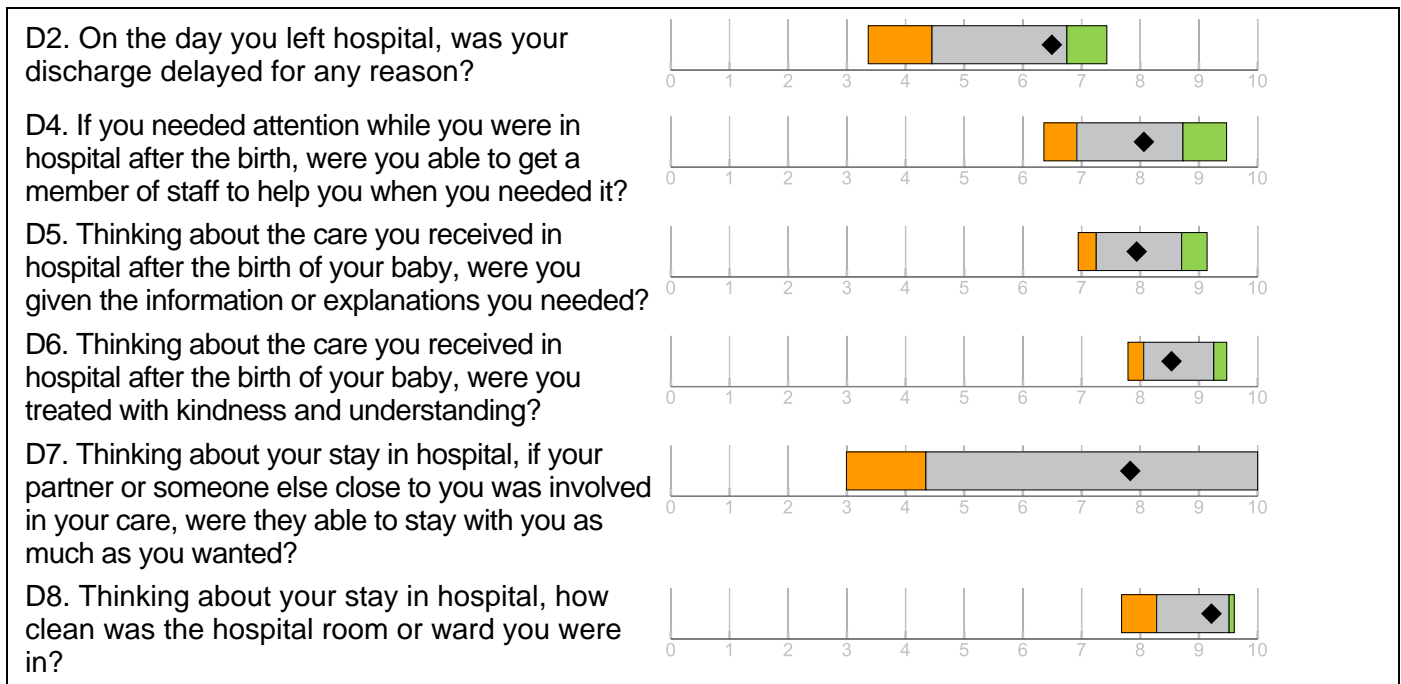 D2. On the day you left hospital, was your
discharge delayed for any reason?
0 1 2 3 4 5 6 7 8 9 10
D4. If you needed attention while you were in
hospital after the birth, were you able to get a
member of staff to help you when you needed it?
0 1 2 3 4 5 6 7 8 9 10
D5. Thinking about the care you received in
hospital after the birth of your baby, were you
given the information or explanations you needed?
0 1 2 3 4 5 6 7 8 9 10
D6. Thinking about the care you received in
hospital after the birth of your baby, were you
treated with kindness and understanding?
0 1 2 3 4 5 6 7 8 9 10
D7. Thinking about your stay in hospital, if your
partner or someone else close to you was involved
in your care, were they able to stay with you as
much as you wanted?
0 1 2 3 4 5 6 7 8 9 10
D8. Thinking about your stay in hospital, how
clean was the hospital room or ward you were
in?
0 1 2 3 4 5 6 7 8 9 10